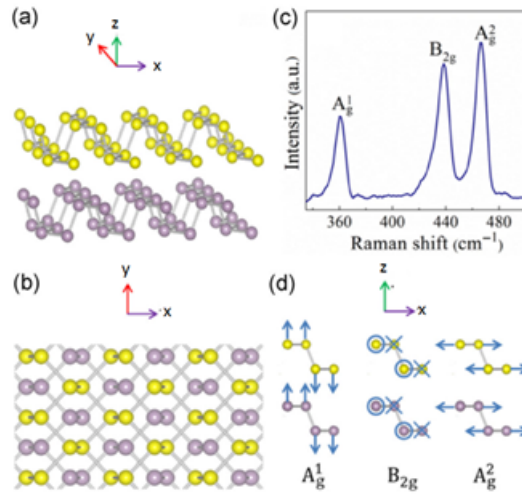 (a)
z
y
x
(c)
Intensity (a.u.)
A¹g
B2g
A²g
360
400
440
480
Raman shift (cm⁻¹)
(b)
y
x
(d)
z
x
A¹g
B2g
A²g